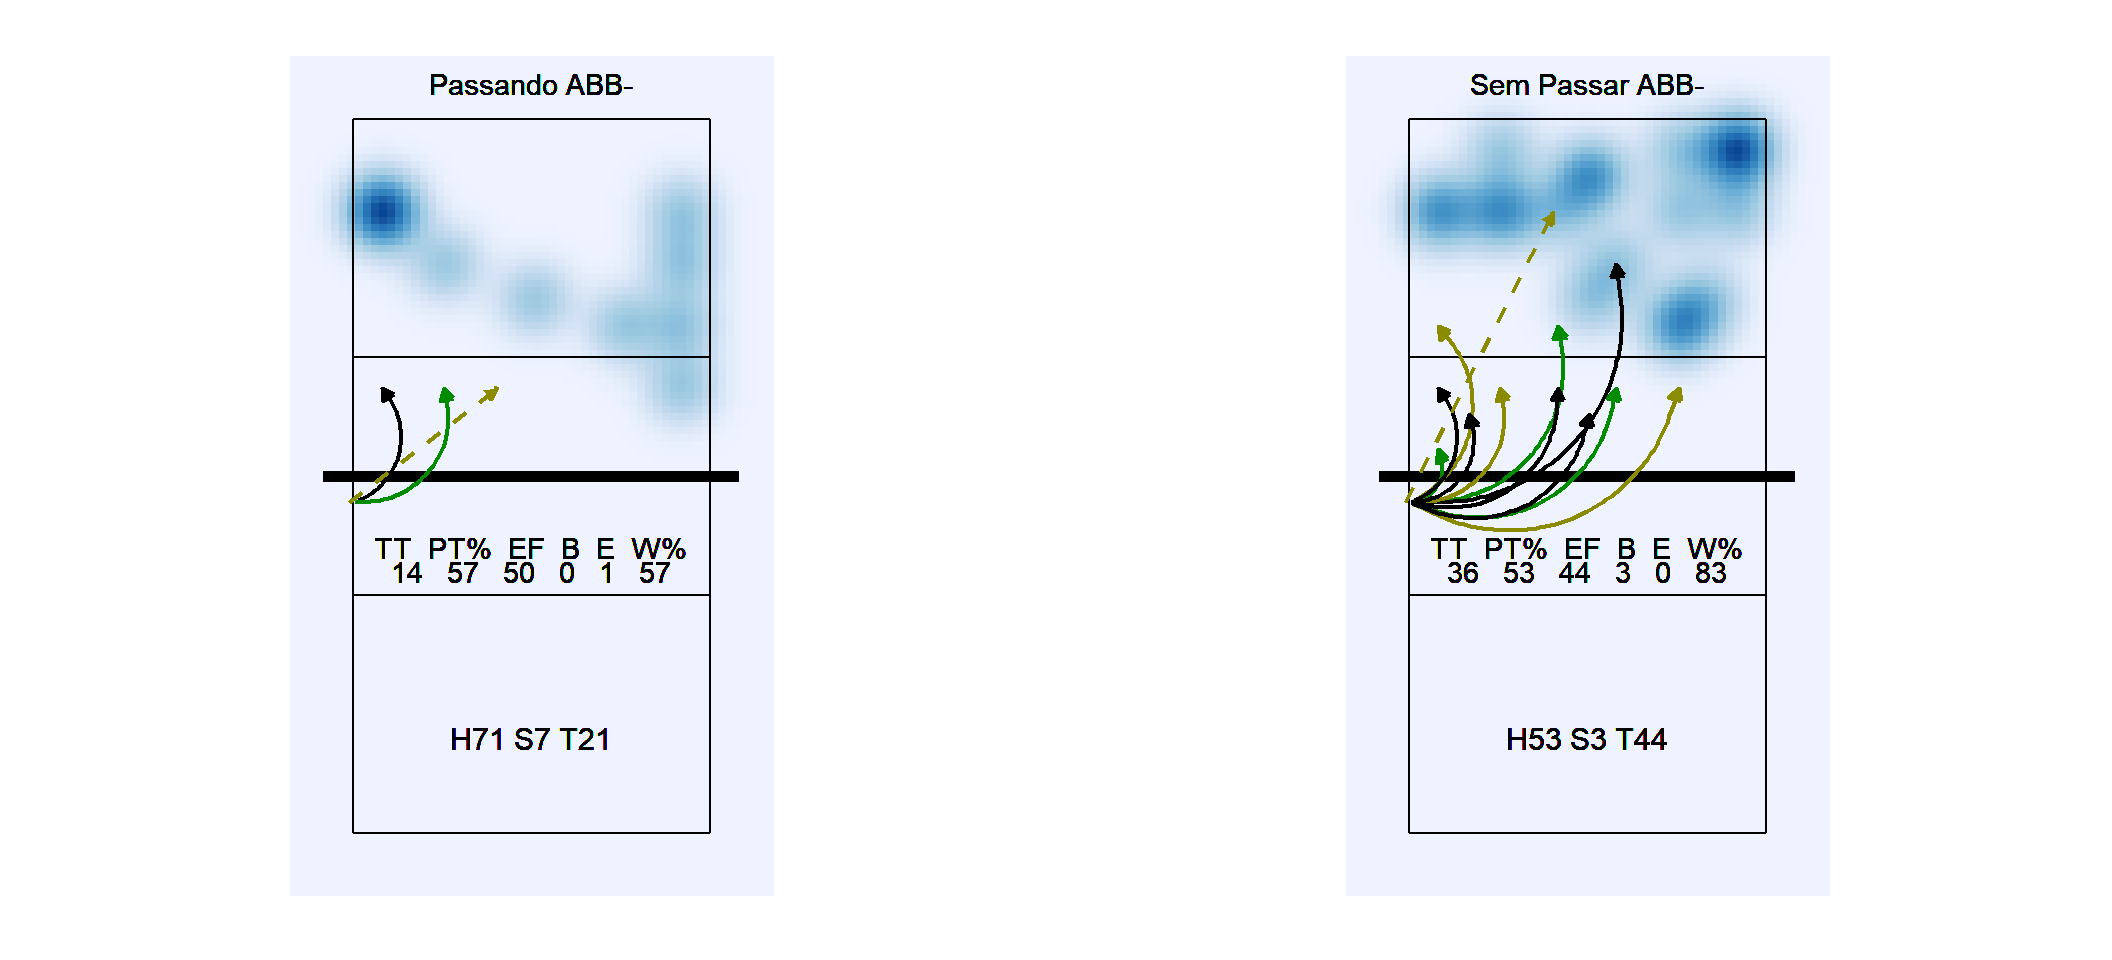 Passando ABB-
TT PT% EF B E W%
14 57 50 0 1 57
H71 S7 T21
Sem Passar ABB-
TT PT% EF B E W%
36 53 44 3 0 83
H53 S3 T44